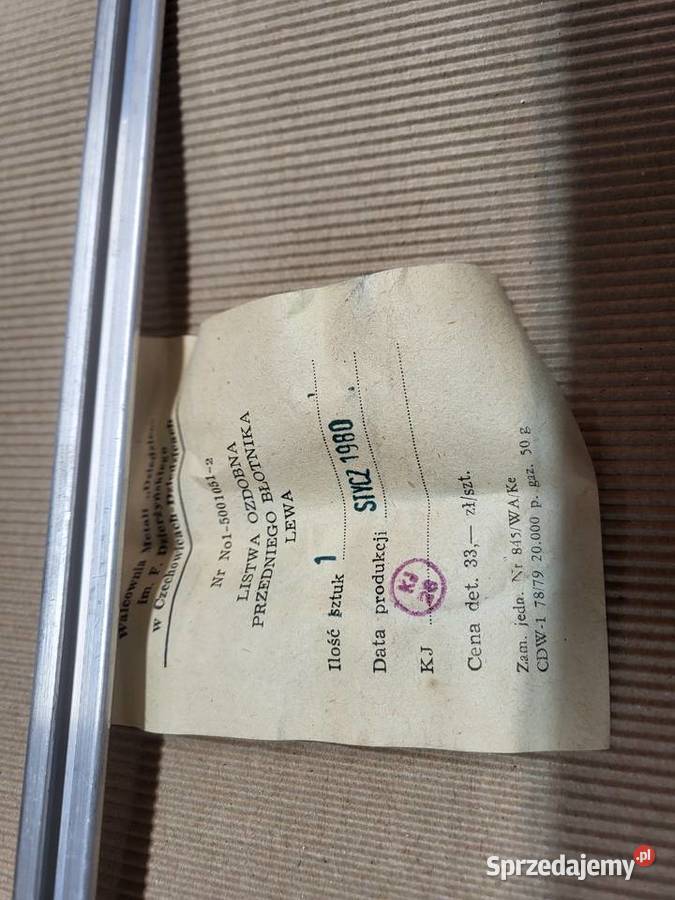 Walcownia Metali „Dziedzic
Im. F. Dzierżyńskiego
w Czechowicach-Dziedzicach
Nr No1-5001051-2
LISTWA OZDOBNA
PRZEDNIEGO BŁOTNIKA
LEWA
Ilość sztuk 1
Data produkcji STYCZ 1980
KJ
KJ
Cena det. 33,— zł/szt.
Zam. jedn. Nr 845/WA/Ke
CDW-1 78/79 20.000 p. gaz. 50 g
Sprzedajemy.pl